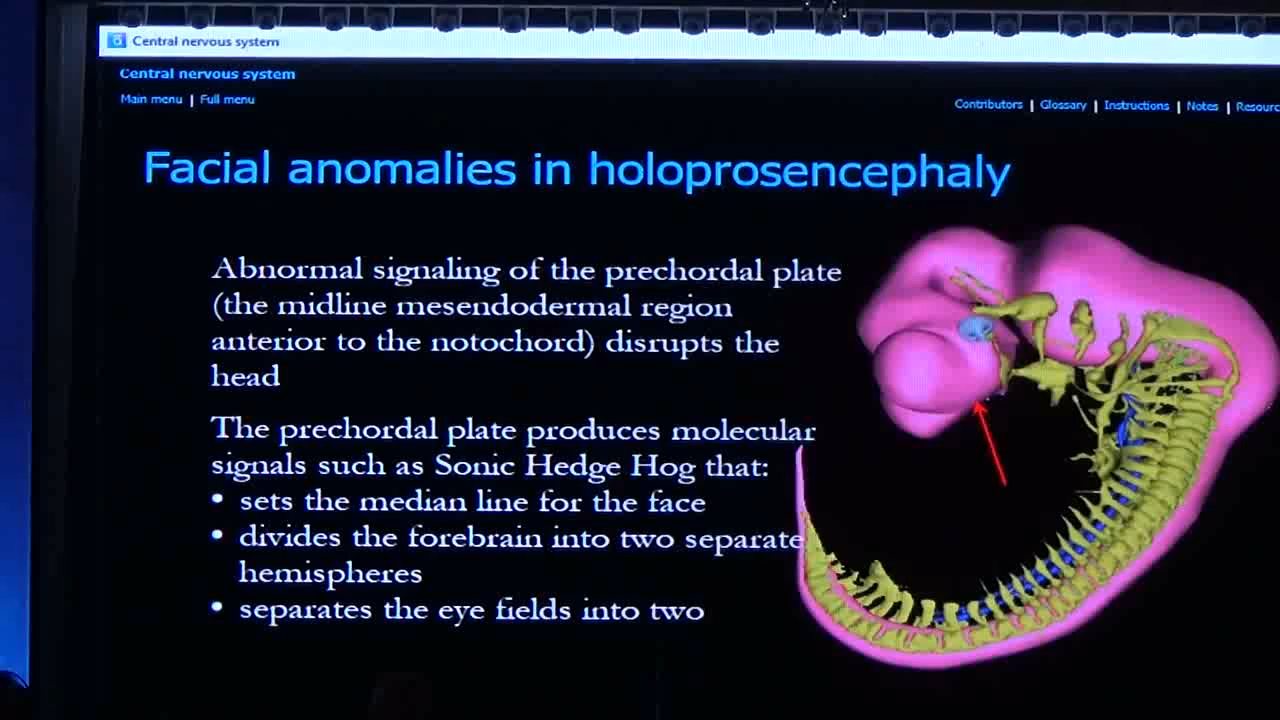 Central nervous system
Central nervous system
Main menu | Full menu
Contributors | Glossary | Instructions | Notes |
Facial anomalies in holoprosencephaly
Abnormal signaling of the prechordal plate
(the midline mesendodermal region
anterior to the notochord) disrupts the
head
The prechordal plate produces molecular
signals such as Sonic Hedge Hog that:
• sets the median line for the face
• divides the forebrain into two separate
hemispheres
• separates the eye fields into two